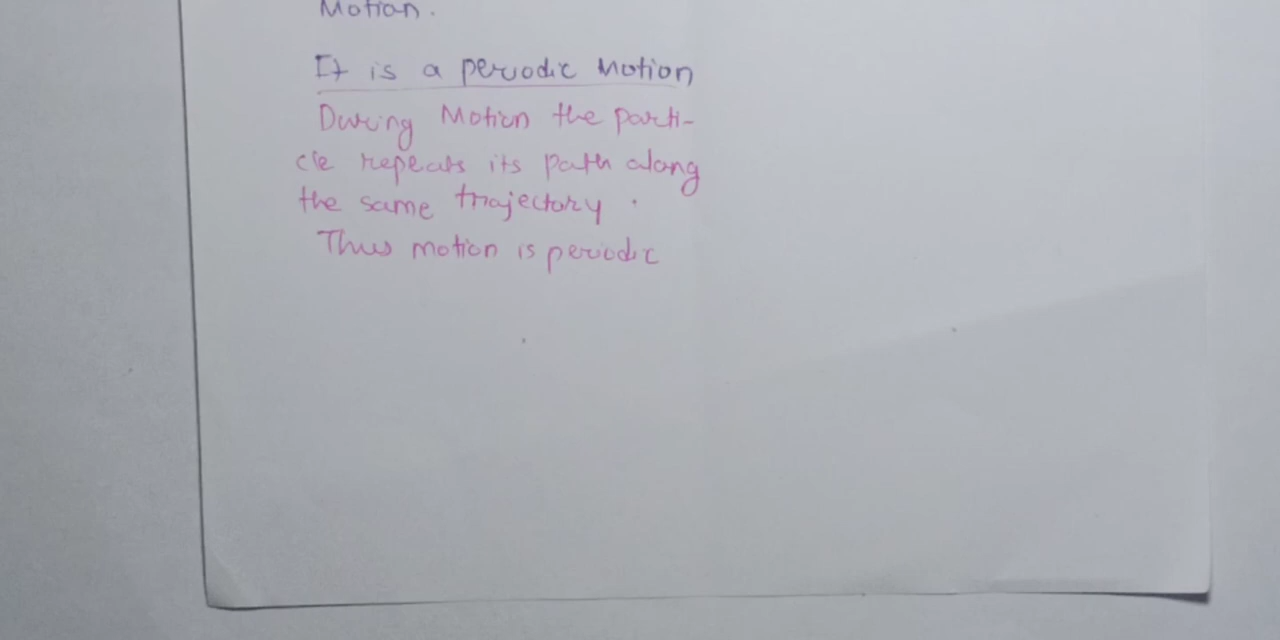 Motion.
It is a periodic Motion
During Motion the parti-
cle repeats its path along
the same trajectory.
Thus motion is periodic